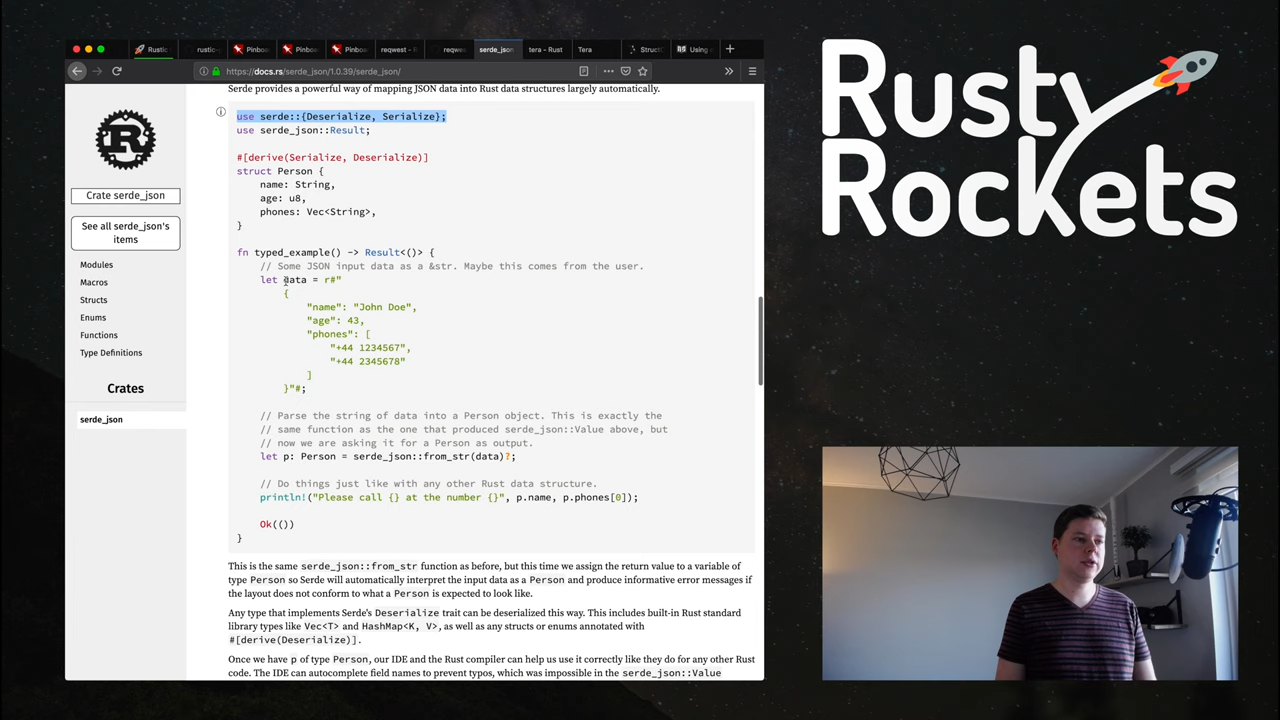 Rustic
rustic-
Pinboa
Pinboa
Pinboa
reqwest - R
reqwe
serde_json
tera - Rust
Tera
Struct
Using
https://docs.rs/serde_json/1.0.39/serde_json/
Crate serde_json
See all serde_json's
items
Modules
Macros
Structs
Enums
Functions
Type Definitions
Crates
serde_json
Serde provides a powerful way of mapping JSON data into Rust data structures largely automatically.
use serde::{Deserialize, Serialize};
use serde_json::Result;
#[derive(Serialize, Deserialize)]
struct Person {
    name: String,
    age: u8,
    phones: Vec<String>,
}
fn typed_example() -> Result<()> {
    // Some JSON input data as a &str. Maybe this comes from the user.
    let data = r#"
        {
            "name": "John Doe",
            "age": 43,
            "phones": [
                "+44 1234567",
                "+44 2345678"
            ]
        }"#;
    // Parse the string of data into a Person object. This is exactly the
    // same function as the one that produced serde_json::Value above, but
    // now we are asking it for a Person as output.
    let p: Person = serde_json::from_str(data)?;
    // Do things just like with any other Rust data structure.
    println!("Please call {} at the number {}", p.name, p.phones[0]);
    Ok(())
}
This is the same serde_json::from_str function as before, but this time we assign the return value to a variable of
type Person so Serde will automatically interpret the input data as a Person and produce informative error messages if
the layout does not conform to what a Person is expected to look like.
Any type that implements Serde's Deserialize trait can be deserialized this way. This includes built-in Rust standard
library types like Vec<T> and HashMap<K, V>, as well as any structs or enums annotated with
#[derive(Deserialize)].
Once we have p of type Person, our IDE and the Rust compiler can help us use it correctly like they do for any other Rust
code. The IDE can autocomplete field names to prevent typos, which was impossible in the serde_json::Value
Rusty
Rockets